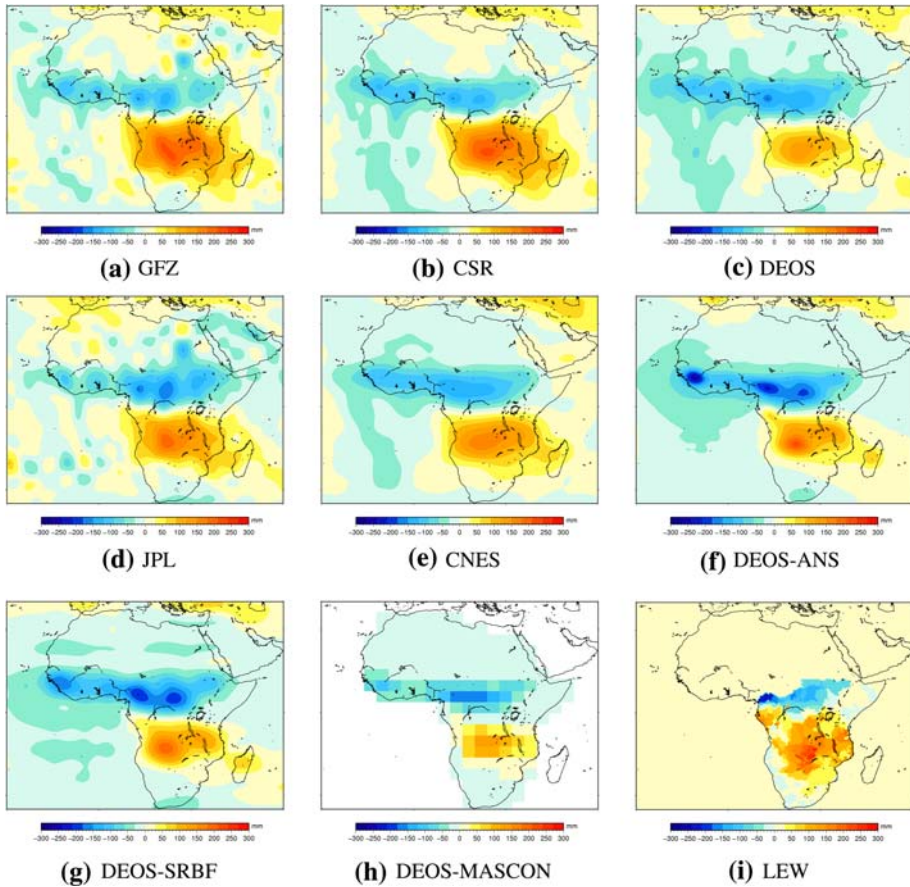 −300−250−200−150−100 −50 0 50 100 150 200 250 300 mm
−300−250−200−150−100 −50 0 50 100 150 200 250 300 mm
−300−250−200−150−100 −50 0 50 100 150 200 250 300 mm
(a) GFZ
(b) CSR
(c) DEOS
−300−250−200−150−100 −50 0 50 100 150 200 250 300 mm
−300−250−200−150−100 −50 0 50 100 150 200 250 300 mm
−300−250−200−150−100 −50 0 50 100 150 200 250 300 mm
(d) JPL
(e) CNES
(f) DEOS-ANS
−300−250−200−150−100 −50 0 50 100 150 200 250 300 mm
−300−250−200−150−100 −50 0 50 100 150 200 250 300 mm
−300−250−200−150−100 −50 0 50 100 150 200 250 300 mm
(g) DEOS-SRBF
(h) DEOS-MASCON
(i) LEW